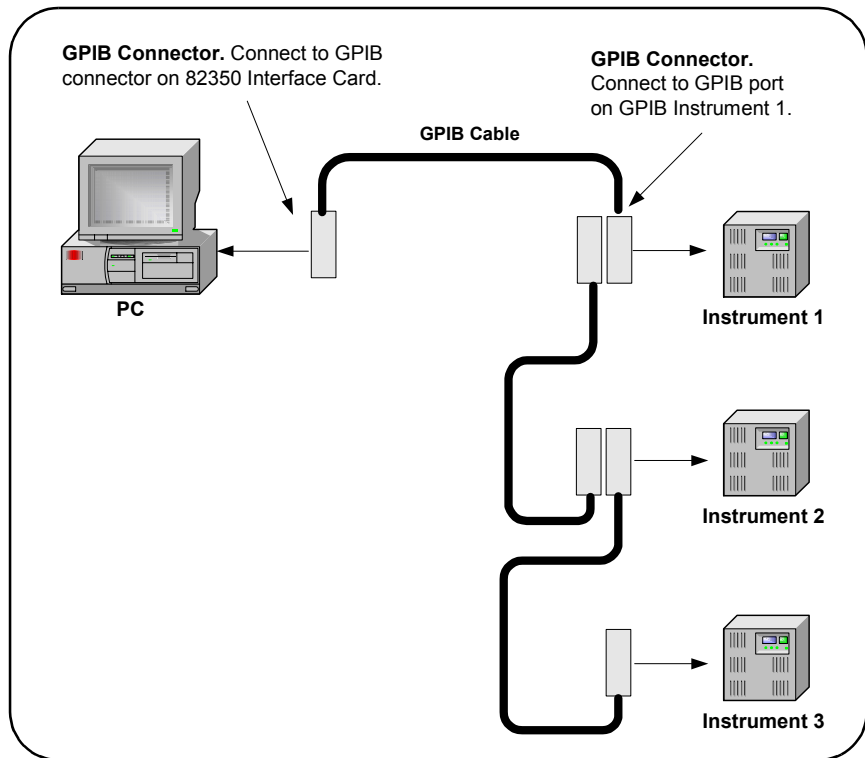 GPIB Connector. Connect to GPIB
connector on 82350 Interface Card.
GPIB Connector.
Connect to GPIB port
on GPIB Instrument 1.
GPIB Cable
PC
Instrument 1
Instrument 2
Instrument 3